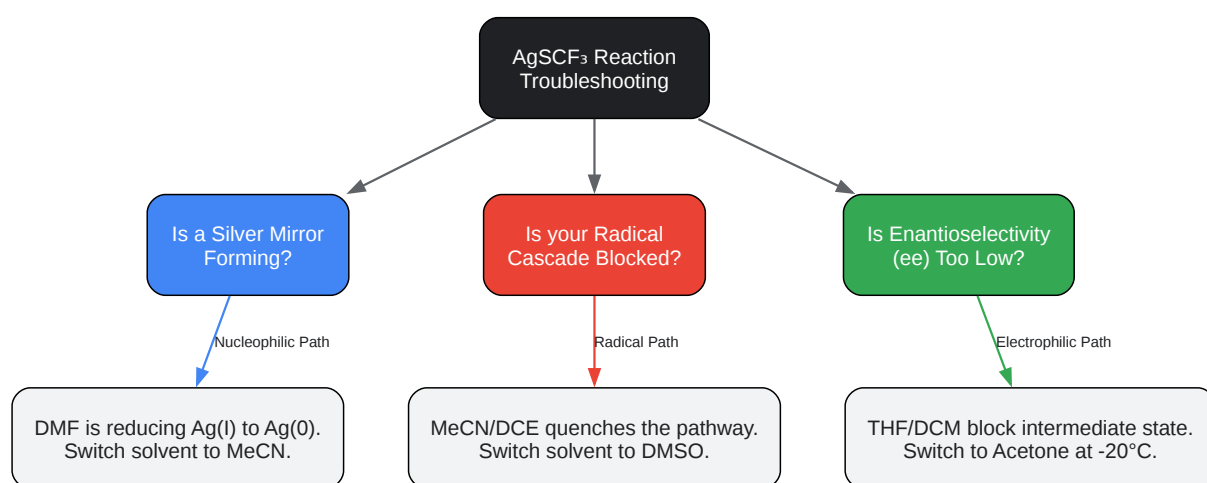 AgSCF₃ Reaction
Troubleshooting
Is a Silver Mirror
Forming?
Is your Radical
Cascade Blocked?
Is Enantioselectivity
(ee) Too Low?
Nucleophilic Path
Radical Path
Electrophilic Path
DMF is reducing Ag(I) to Ag(0).
Switch solvent to MeCN.
MeCN/DCE quenches the pathway.
Switch solvent to DMSO.
THF/DCM block intermediate state.
Switch to Acetone at -20°C.